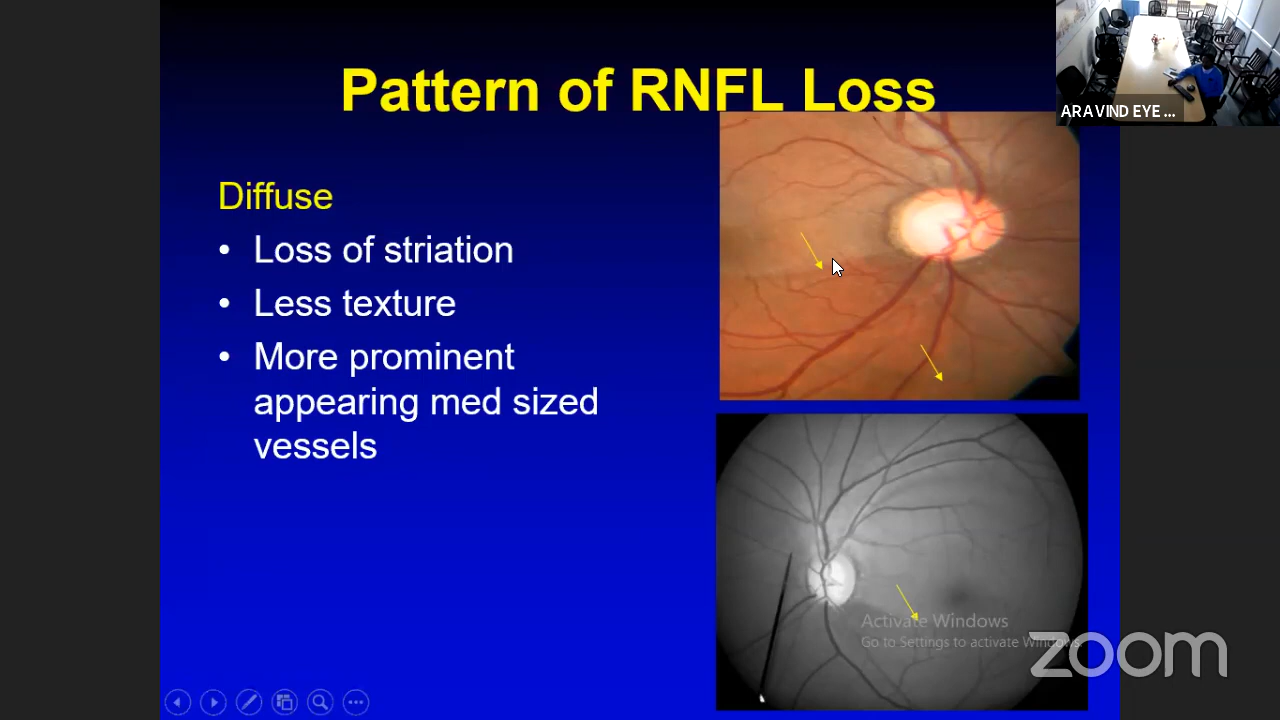 Pattern of RNFL Loss
ARAVIND EYE ...
Diffuse
• Loss of striation
• Less texture
• More prominent
appearing med sized
vessels
Activate Windows
Go to Settings to activate Windows.
zoom